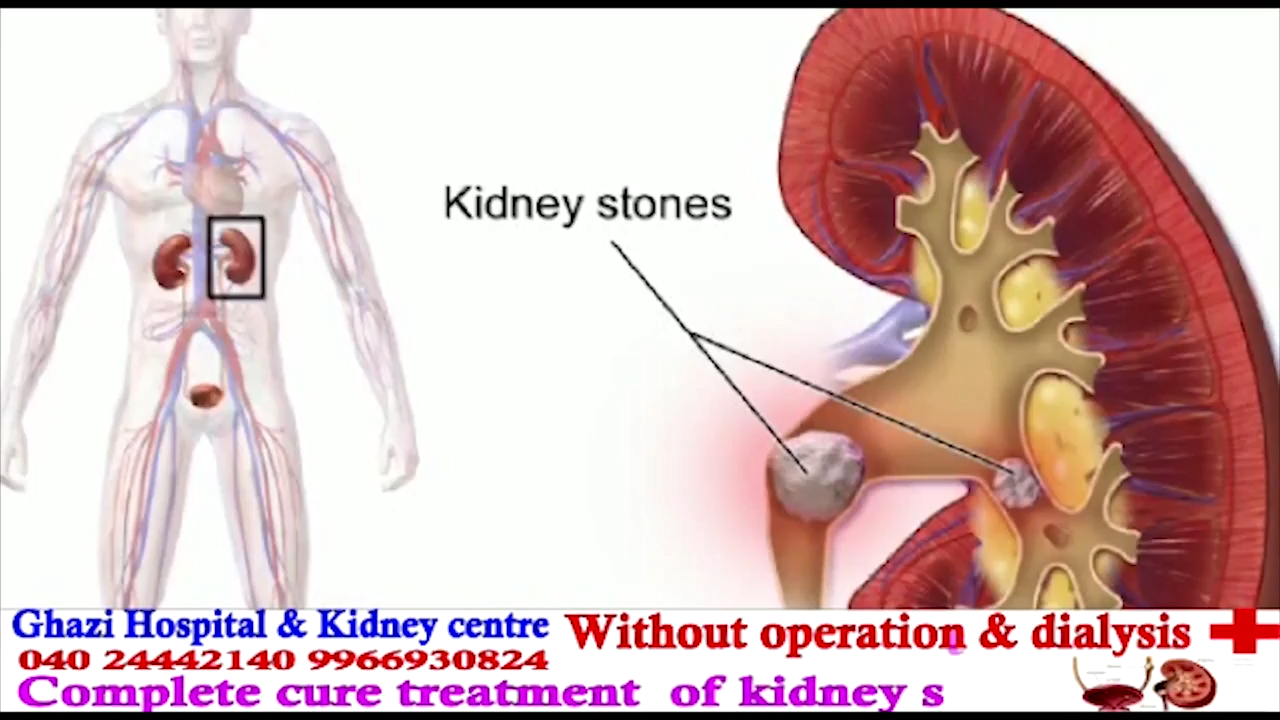 Kidney stones
Ghazi Hospital & Kidney centre
040 24442140 9966930824
Without operation & dialysis
Complete cure treatment of kidney s